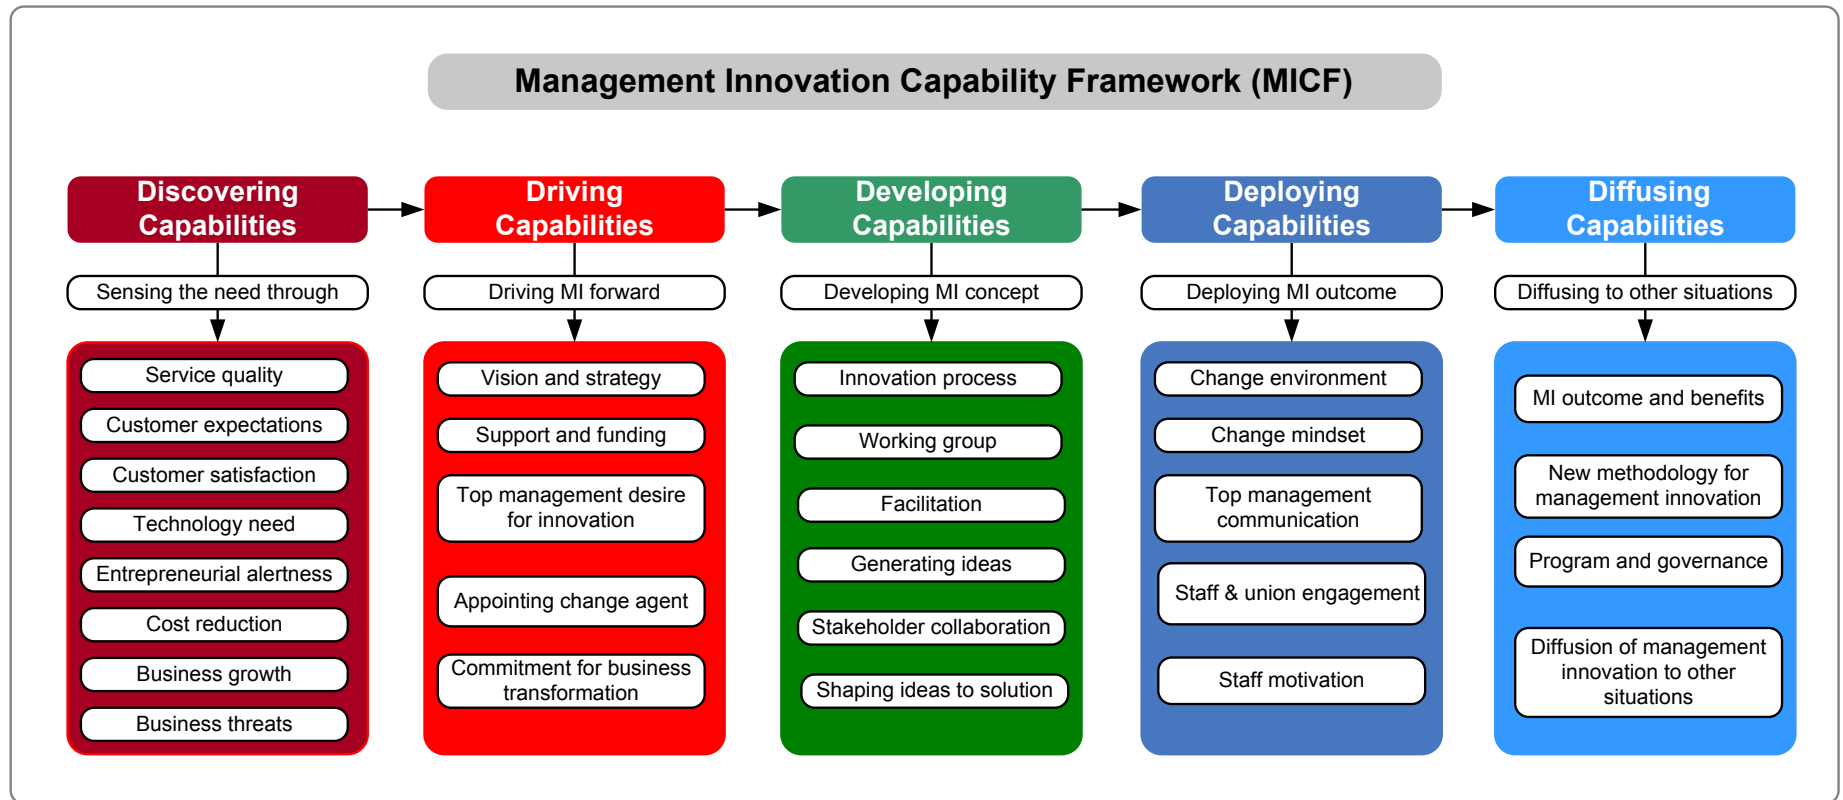 Management Innovation Capability Framework (MICF)
Discovering
Capabilities
Driving
Capabilities
Developing
Capabilities
Deploying
Capabilities
Diffusing
Capabilities
Sensing the need through
Driving MI forward
Developing MI concept
Deploying MI outcome
Diffusing to other situations
Service quality
Customer expectations
Customer satisfaction
Technology need
Entrepreneurial alertness
Cost reduction
Business growth
Business threats
Vision and strategy
Support and funding
Top management desire
for innovation
Appointing change agent
Commitment for business
transformation
Innovation process
Working group
Facilitation
Generating ideas
Stakeholder collaboration
Shaping ideas to solution
Change environment
Change mindset
Top management
communication
Staff & union engagement
Staff motivation
MI outcome and benefits
New methodology for
management innovation
Program and governance
Diffusion of management
innovation to other
situations